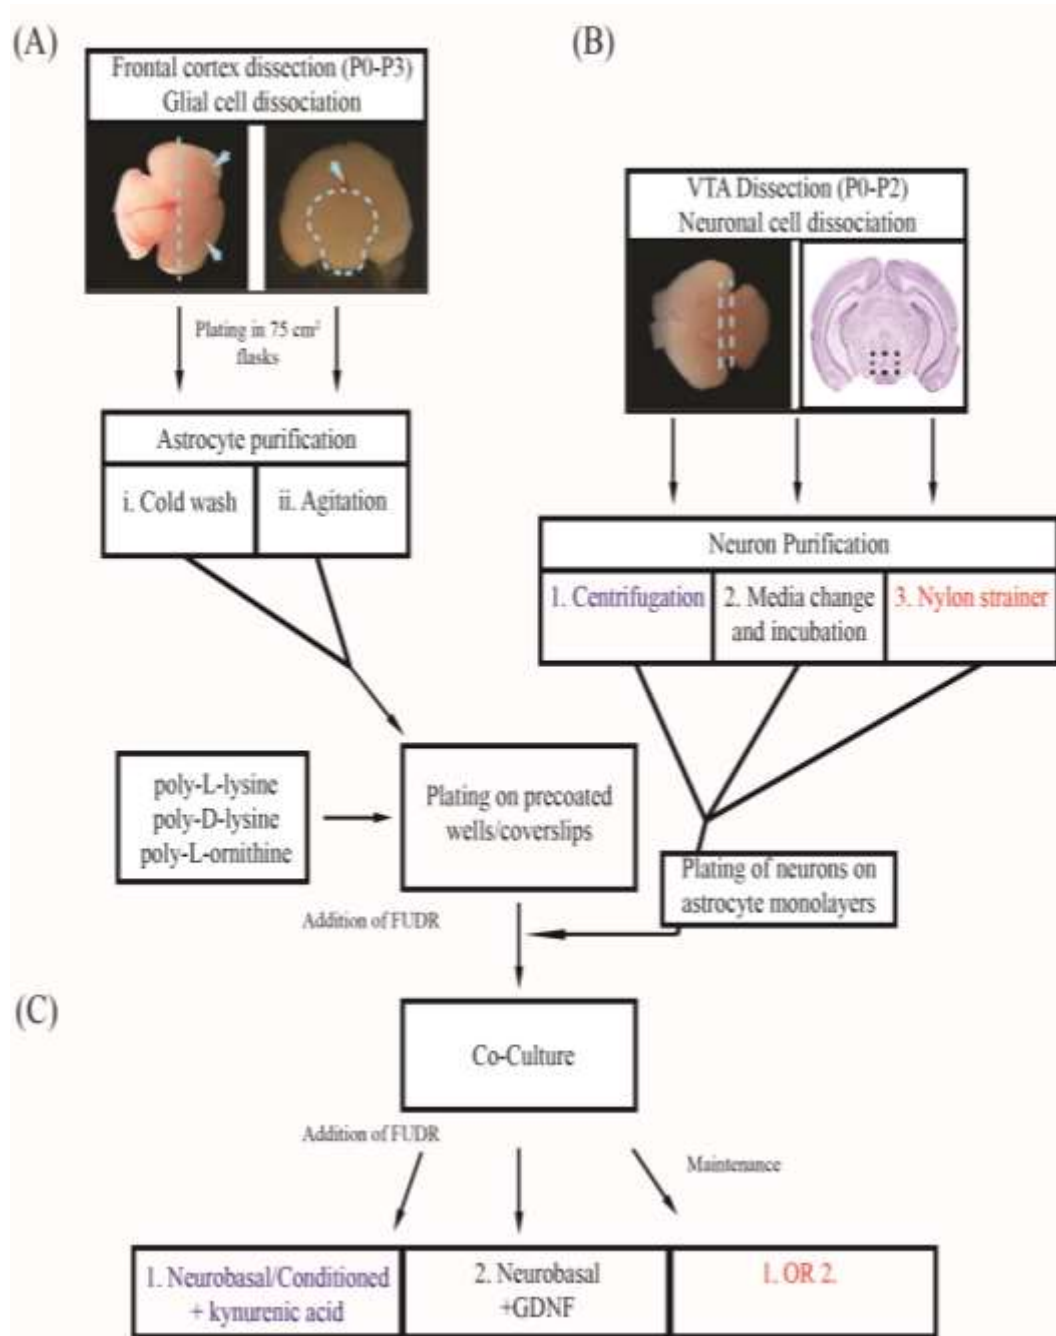 (A)
Frontal cortex dissection (P0-P3)
Glial cell dissociation
Plating in 75 cm²
flasks
Astrocyte purification
i. Cold wash
ii. Agitation
(B)
VTA Dissection (P0-P2)
Neuronal cell dissociation
Neuron Purification
1. Centrifugation
2. Media change
and incubation
3. Nylon strainer
poly-L-lysine
poly-D-lysine
poly-L-ornithine
Plating on precoated
wells/coverslips
Plating of neurons on
astrocyte monolayers
Addition of FUDR
(C)
Co-Culture
Addition of FUDR
Maintenance
1. Neurobasal/Conditioned
+ kynurenic acid
2. Neurobasal
+GDNF
1. OR 2.